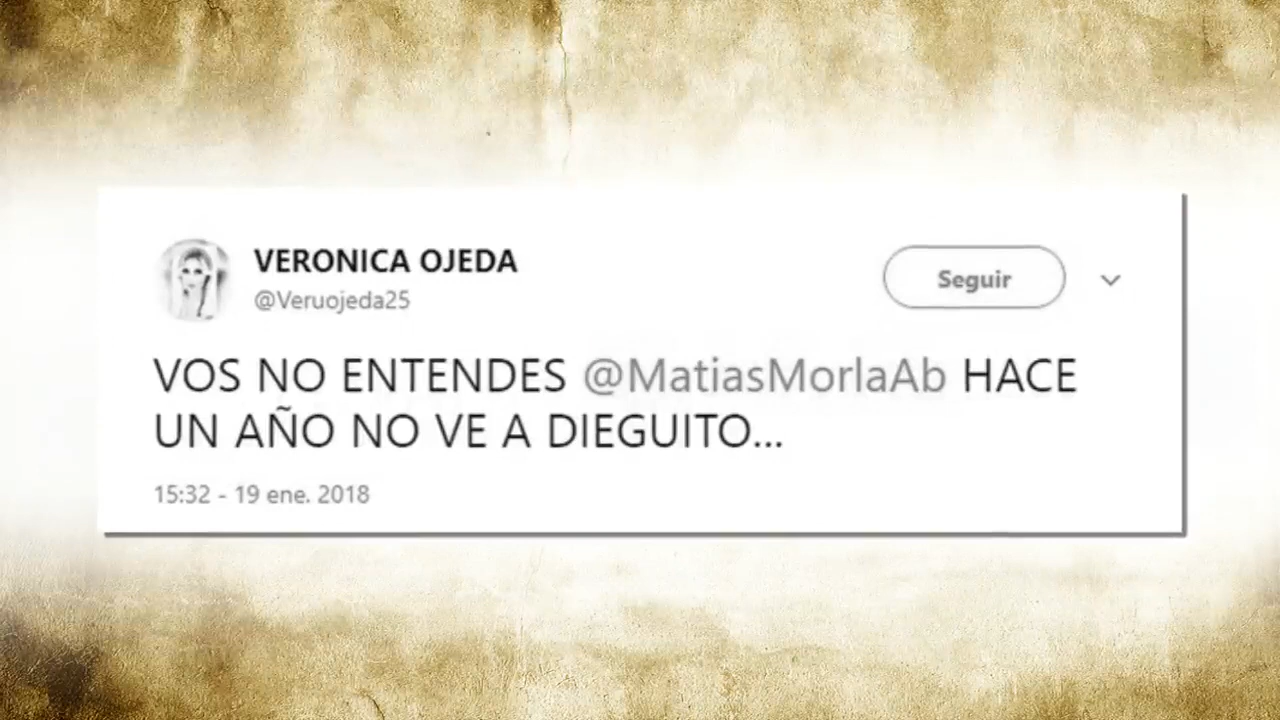 VERONICA OJEDA
@Veruojeda25
Seguir
VOS NO ENTENDES @MatiasMorlaAb HACE
UN AÑO NO VE A DIEGUITO...
15:32 - 19 ene. 2018